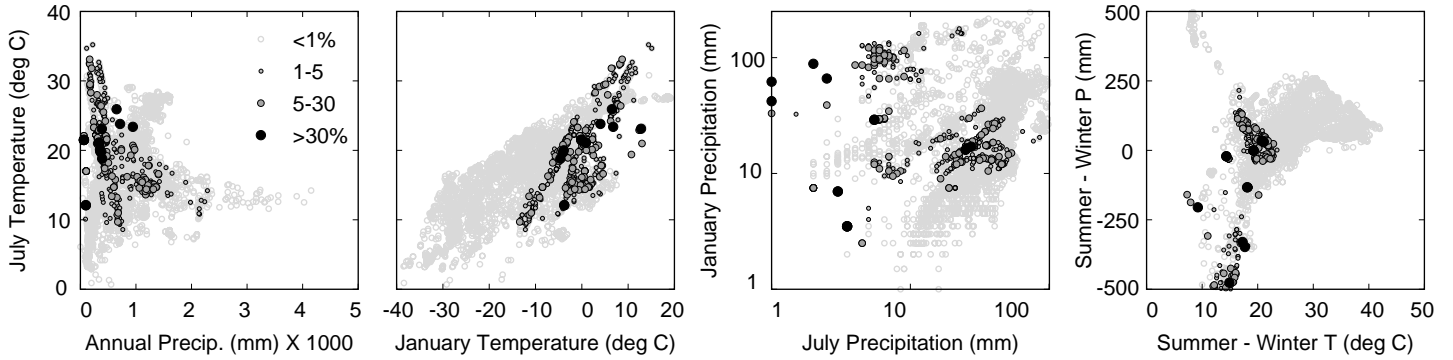 July Temperature (deg C)
40
30
20
10
0
<1%
1-5
5-30
>30%
0 1 2 3 4 5
Annual Precip. (mm) X 1000
-40 -30 -20 -10 0 10 20
January Temperature (deg C)
January Precipitation (mm)
100
10
1
1 10 100
July Precipitation (mm)
Summer - Winter P (mm)
500
250
0
-250
-500
0 10 20 30 40 50
Summer - Winter T (deg C)